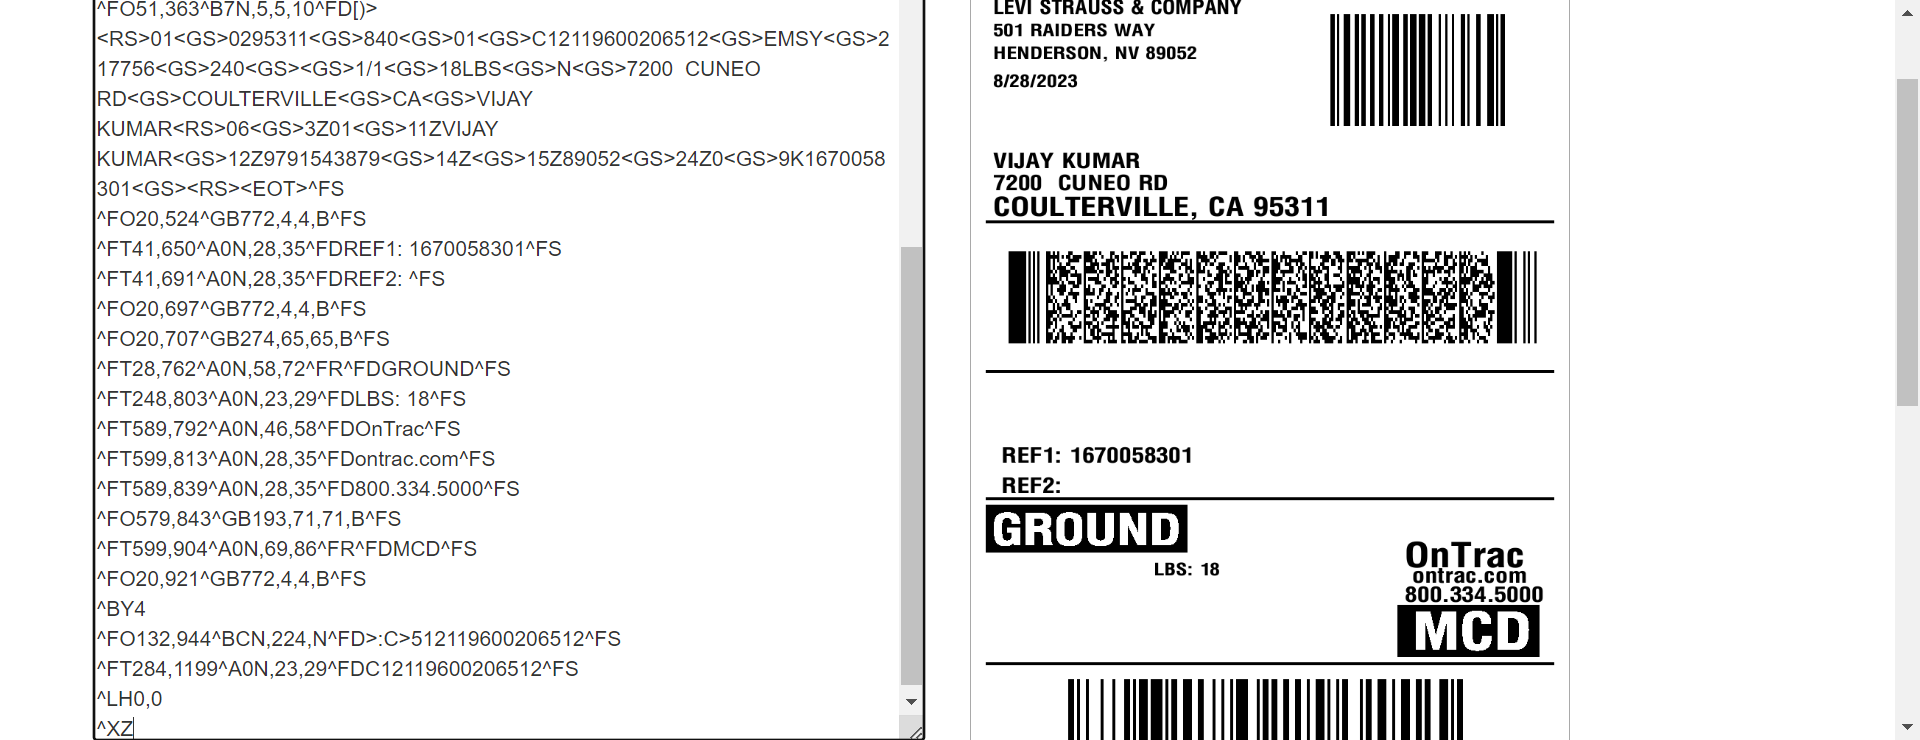 ^FO51,363^B7N,5,5,10^FD[)>
<RS>01<GS>0295311<GS>840<GS>01<GS>C12119600206512<GS>EMSY<GS>2
17756<GS>240<GS><GS>1/1<GS>18LBS<GS>N<GS>7200  CUNEO
RD<GS>COULTERVILLE<GS>CA<GS>VIJAY
KUMAR<RS>06<GS>3Z01<GS>11ZVIJAY
KUMAR<GS>12Z9791543879<GS>14Z<GS>15Z89052<GS>24Z0<GS>9K1670058
301<GS><RS><EOT>^FS
^FO20,524^GB772,4,4,B^FS
^FT41,650^A0N,28,35^FDREF1: 1670058301^FS
^FT41,691^A0N,28,35^FDREF2: ^FS
^FO20,697^GB772,4,4,B^FS
^FO20,707^GB274,65,65,B^FS
^FT28,762^A0N,58,72^FR^FDGROUND^FS
^FT248,803^A0N,23,29^FDLBS: 18^FS
^FT589,792^A0N,46,58^FDOnTrac^FS
^FT599,813^A0N,28,35^FDontrac.com^FS
^FT589,839^A0N,28,35^FD800.334.5000^FS
^FO579,843^GB193,71,71,B^FS
^FT599,904^A0N,69,86^FR^FDMCD^FS
^FO20,921^GB772,4,4,B^FS
^BY4
^FO132,944^BCN,224,N^FD>:C>512119600206512^FS
^FT284,1199^A0N,23,29^FDC12119600206512^FS
^LH0,0
^XZ
LEVI STRAUSS & COMPANY
501 RAIDERS WAY
HENDERSON, NV 89052
8/28/2023
VIJAY KUMAR
7200  CUNEO RD
COULTERVILLE, CA 95311
REF1: 1670058301
REF2:
GROUND
LBS: 18
OnTrac
ontrac.com
800.334.5000
MCD